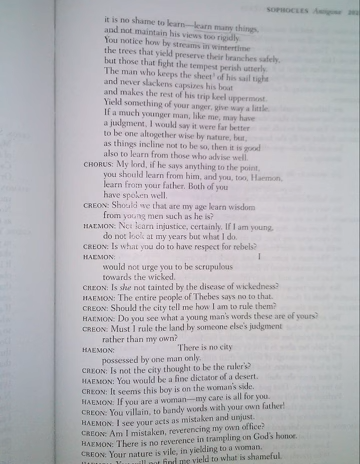 SOPHOCLES Antigone
it is no shame to learn—learn many things,
and not maintain his views too rigidly.
You notice how by streams in wintertime
the trees that yield preserve their branches safely,
but those that fight the tempest perish utterly.
The man who keeps the sheet of his sail tight
and never slackens capsizes his boat
and makes the rest of his trip keel uppermost.
Yield something of your anger, give way a little.
If a much younger man, like me, may have
a judgment, I would say it were far better
to be one altogether wise by nature, but,
as things incline not to be so, then it is good
also to learn from those who advise well.
CHORUS: My lord, if he says anything to the point,
you should learn from him, and you, too, Haemon,
learn from your father. Both of you
have spoken well.
CREON: Should we that are my age learn wisdom
from young men such as he is?
HAEMON: Not learn injustice, certainly. If I am young,
do not look at my years but what I do.
CREON: Is what you do to have respect for rebels?
HAEMON: I
would not urge you to be scrupulous
towards the wicked.
CREON: Is she not tainted by the disease of wickedness?
HAEMON: The entire people of Thebes says no to that.
CREON: Should the city tell me how I am to rule them?
HAEMON: Do you see what a young man's words these are of yours?
CREON: Must I rule the land by someone else's judgment
rather than my own?
HAEMON: There is no city
possessed by one man only.
CREON: Is not the city thought to be the ruler's?
HAEMON: You would be a fine dictator of a desert.
CREON: It seems this boy is on the woman's side.
HAEMON: If you are a woman—my care is all for you.
CREON: You villain, to bandy words with your own father!
HAEMON: I see your acts as mistaken and unjust.
CREON: Am I mistaken, reverencing my own office?
HAEMON: There is no reverence in trampling on God's honor.
CREON: Your nature is vile, in yielding to a woman.
HAEMON: You will not find me yield to what is shameful.